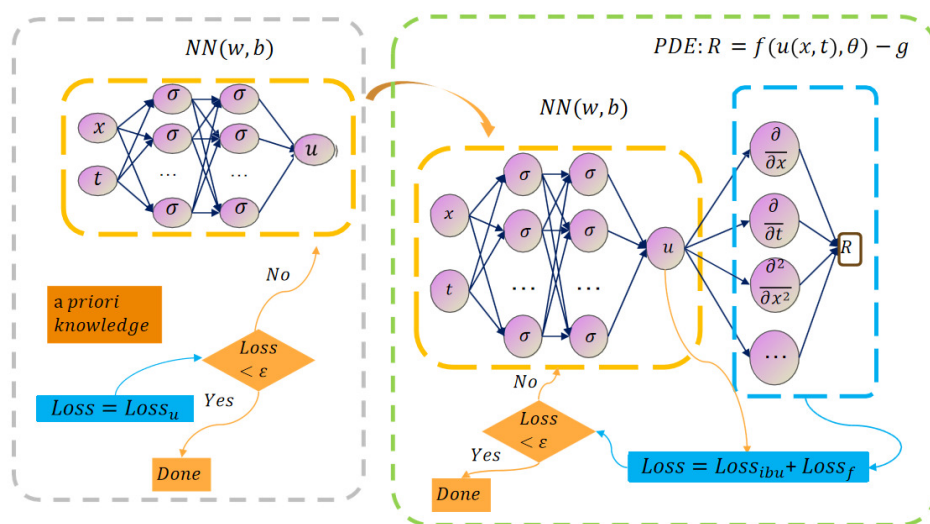 NN(w, b)
x
t
σ
σ
σ
σ
...
...
σ
σ
u
No
a priori
knowledge
Loss
< ε
Loss = Loss_u
Yes
Done
PDE: R = f(u(x, t), θ) − g
NN(w, b)
x
t
σ
σ
σ
σ
...
...
σ
σ
u
∂/∂x
∂/∂t
∂²/∂x²
...
R
No
Loss
< ε
Yes
Done
Loss = Loss_ibu + Loss_f